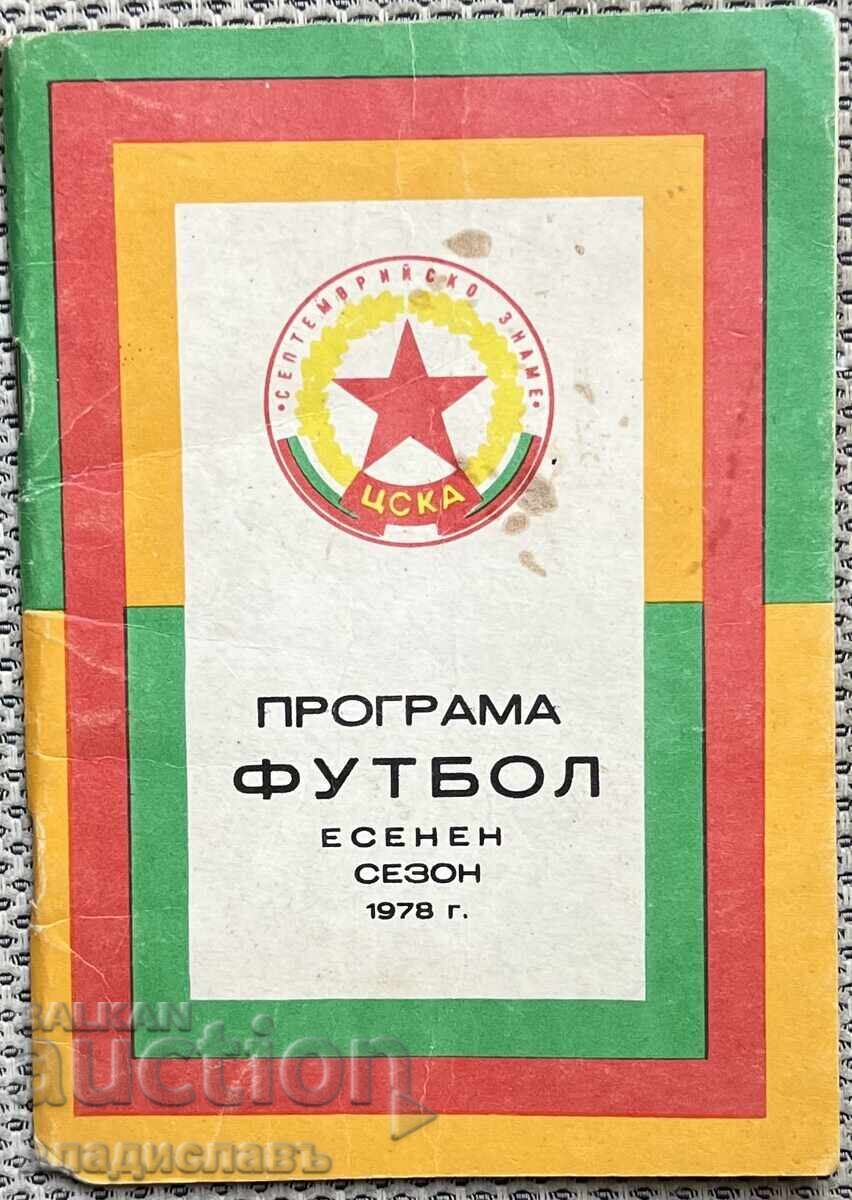 •СЕПТЕМВРИЙСКО ЗНАМЕ•
ЦСКА
ПРОГРАМА
ФУТБОЛ
ЕСЕНЕН
СЕЗОН
1978 г.
BALKAN
auction
Владиславъ